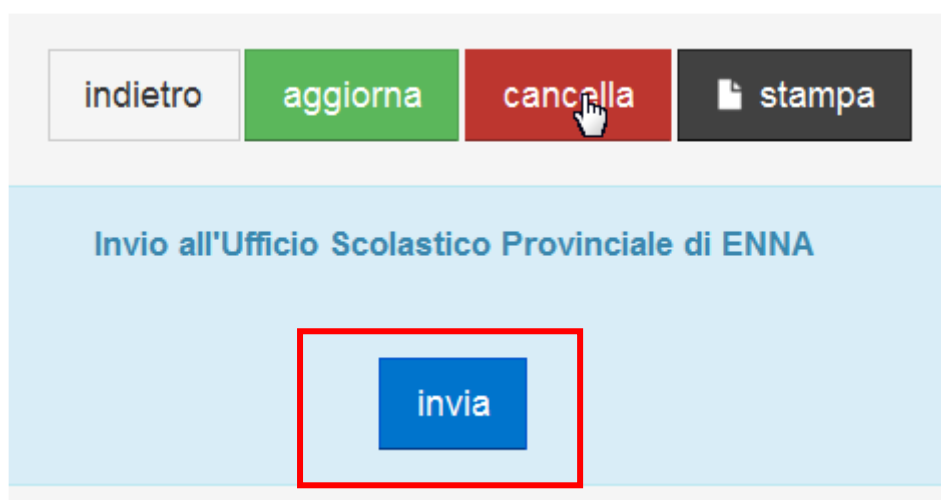 indietro aggiorna cancella stampa
Invio all'Ufficio Scolastico Provinciale di ENNA
invia